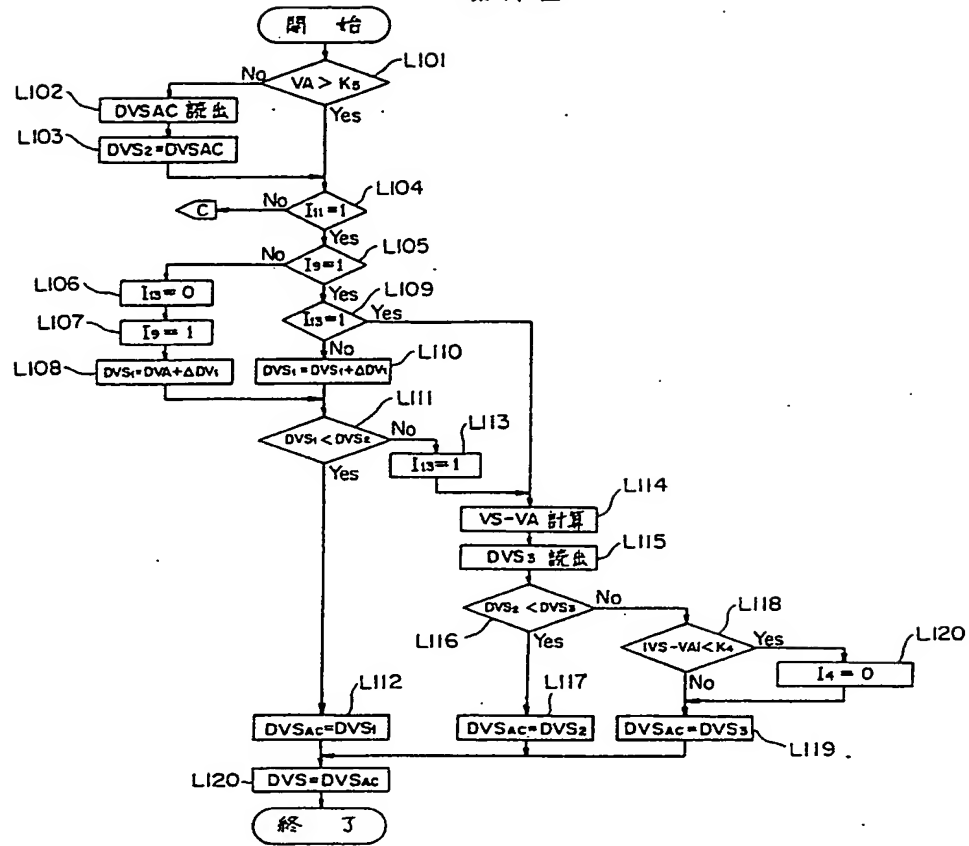 開 始
L101
VA > K5
No
Yes
L102
DVSAC 読出
L103
DVS2=DVSAC
L104
I11=1
No
C
Yes
L105
I9=1
No
Yes
L106
I13=0
L107
I9=1
L108
DVS1=DVA+ΔDV1
L109
I13=1
Yes
No
L110
DVS1=DVS1+ΔDV1
L111
DVS1<DVS2
No
Yes
L113
I13=1
L114
VS-VA 計算
L115
DVS3 読出
L116
DVS2<DVS3
No
Yes
L118
|VS-VA|<K4
Yes
No
L120
I4=0
L112
DVSAC=DVS1
L117
DVSAC=DVS2
DVSAC=DVS3
L119
L120
DVS=DVSAC
終 了